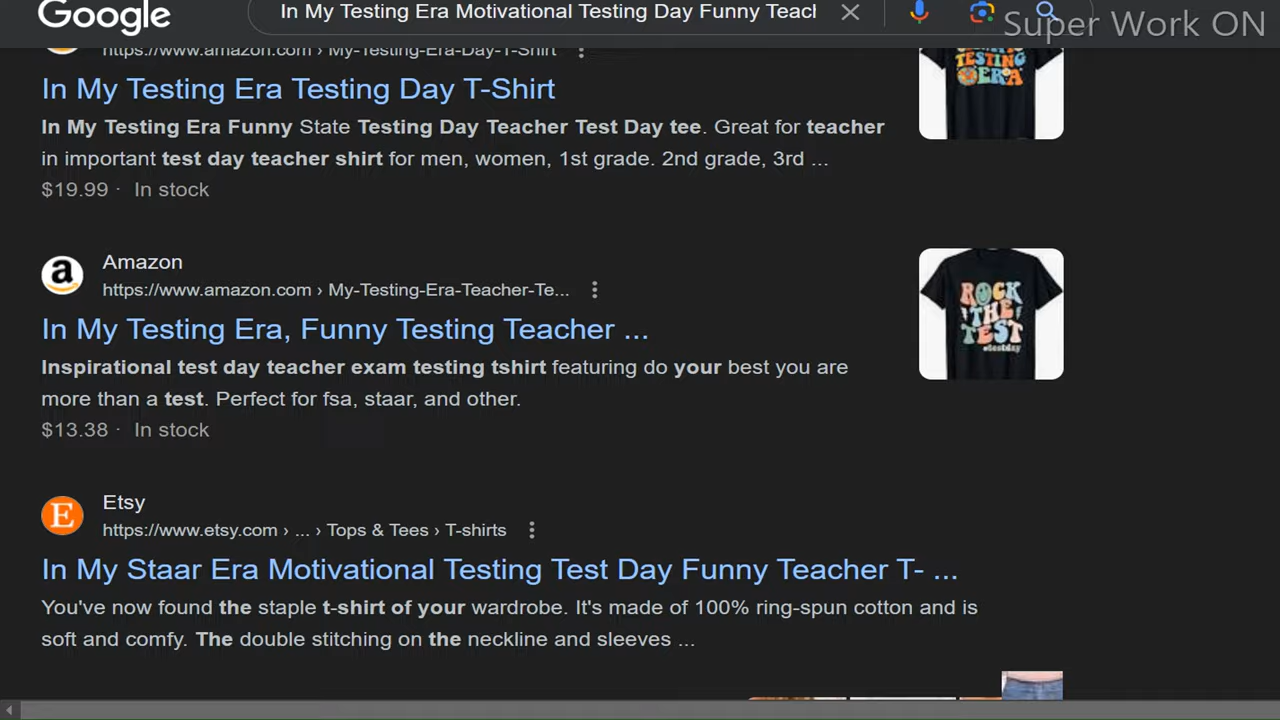 Google
In My Testing Era Motivational Testing Day Funny Teach
Super Work ON
https://www.amazon.com › My-Testing-Era-Day-T-Shirt
In My Testing Era Testing Day T-Shirt
In My Testing Era Funny State Testing Day Teacher Test Day tee. Great for teacher
in important test day teacher shirt for men, women, 1st grade. 2nd grade, 3rd ...
$19.99 · In stock
TESTING
ERA
Amazon
https://www.amazon.com › My-Testing-Era-Teacher-Te...
In My Testing Era, Funny Testing Teacher ...
Inspirational test day teacher exam testing tshirt featuring do your best you are
more than a test. Perfect for fsa, staar, and other.
$13.38 · In stock
ROCK
THE
TEST
#testday
Etsy
https://www.etsy.com › ... › Tops & Tees › T-shirts
In My Staar Era Motivational Testing Test Day Funny Teacher T- ...
You've now found the staple t-shirt of your wardrobe. It's made of 100% ring-spun cotton and is
soft and comfy. The double stitching on the neckline and sleeves ...